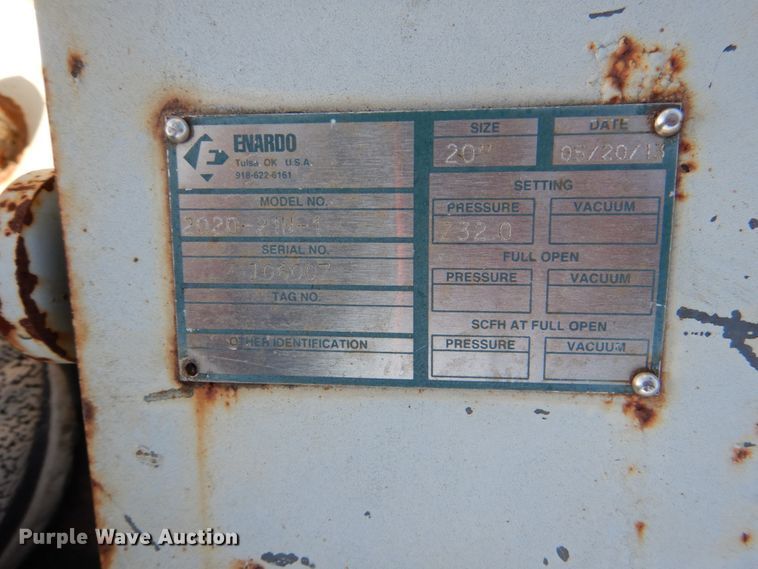 ENARDO
Tulsa, OK U.S.A.
918-622-6161
MODEL NO.
SERIAL NO.
TAG NO.
OTHER IDENTIFICATION
SIZE
20"
DATE
SETTING
PRESSURE VACUUM
FULL OPEN
PRESSURE VACUUM
SCFH AT FULL OPEN
PRESSURE VACUUM
Purple Wave Auction